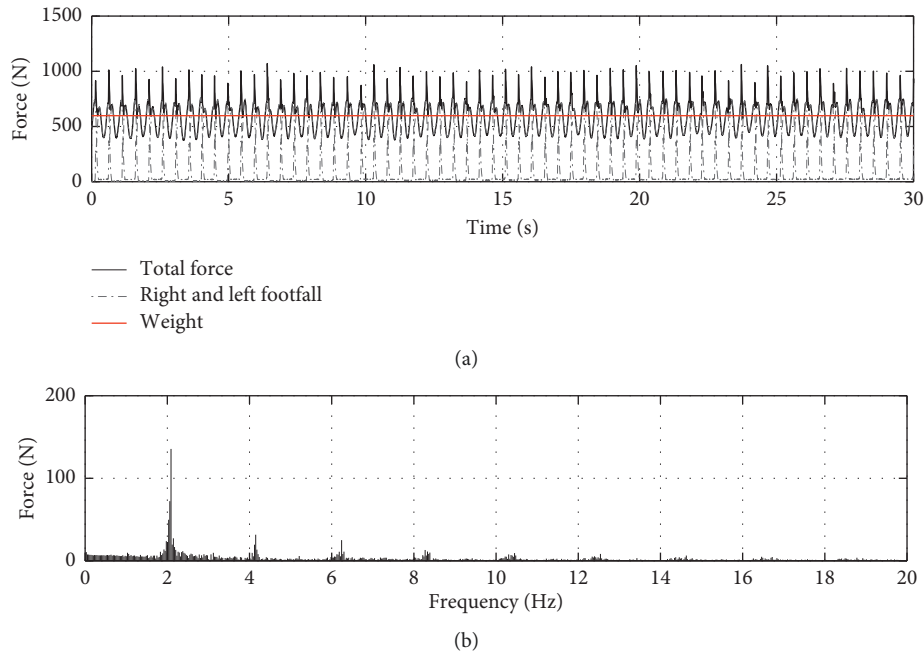 1500
1000
500
0
Force (N)
0 5 10 15 20 25 30
Time (s)
Total force
Right and left footfall
Weight
(a)
200
100
0
Force (N)
0 2 4 6 8 10 12 14 16 18 20
Frequency (Hz)
(b)